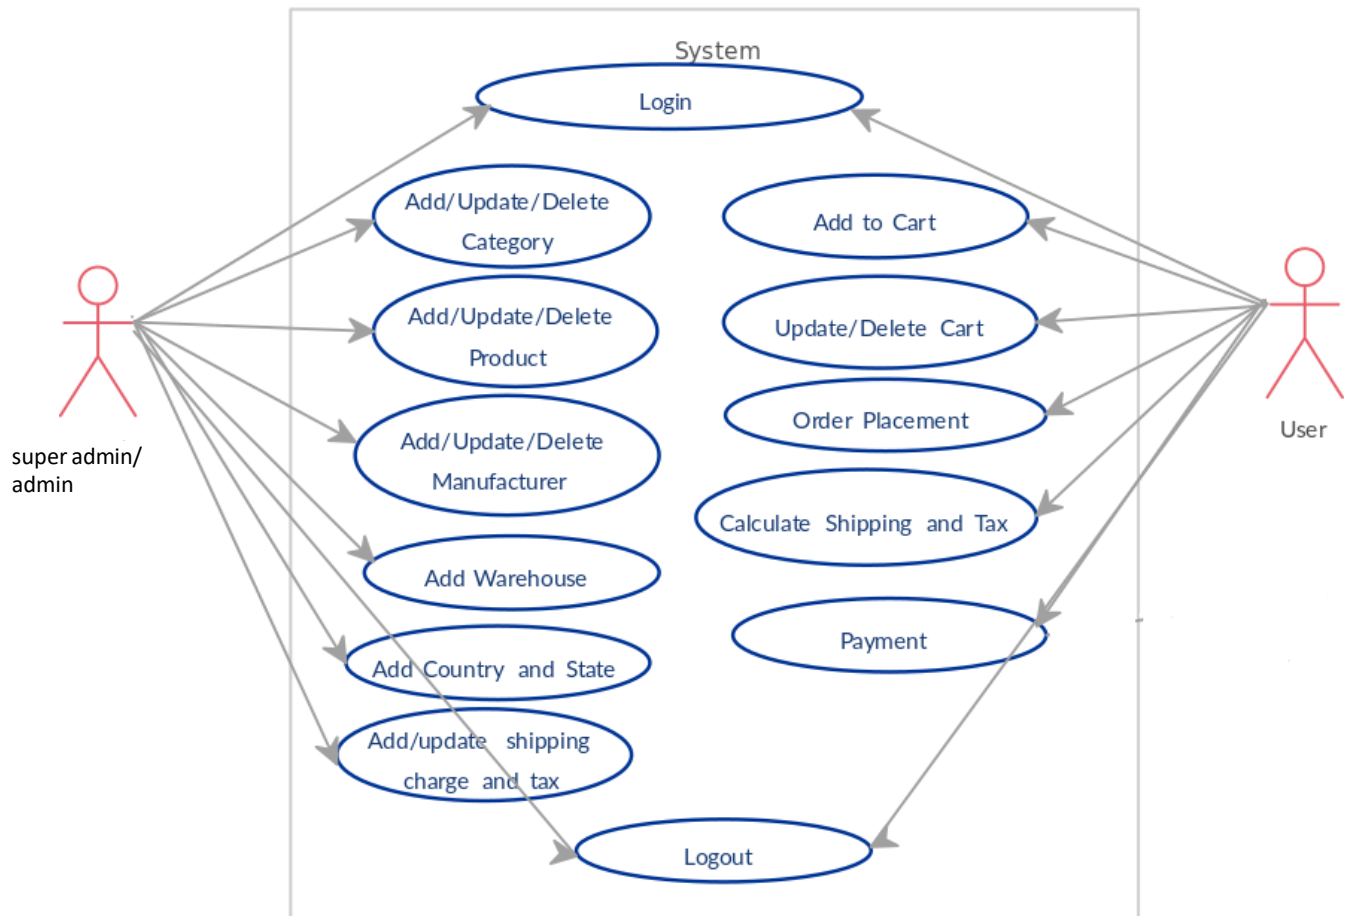 System
Login
Add/Update/Delete
Category
Add to Cart
Add/Update/Delete
Product
Update/Delete Cart
Add/Update/Delete
Manufacturer
Order Placement
User
super admin/
admin
Calculate Shipping and Tax
Add Warehouse
Payment
Add Country and State
Add/update shipping
charge and tax
Logout